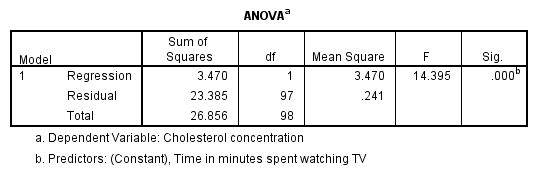 ANOVAa
Model Sum of Squares df Mean Square F Sig.
1 Regression 3.470 1 3.470 14.395 .000b
Residual 23.385 97 .241
Total 26.856 98
a. Dependent Variable: Cholesterol concentration
b. Predictors: (Constant), Time in minutes spent watching TV